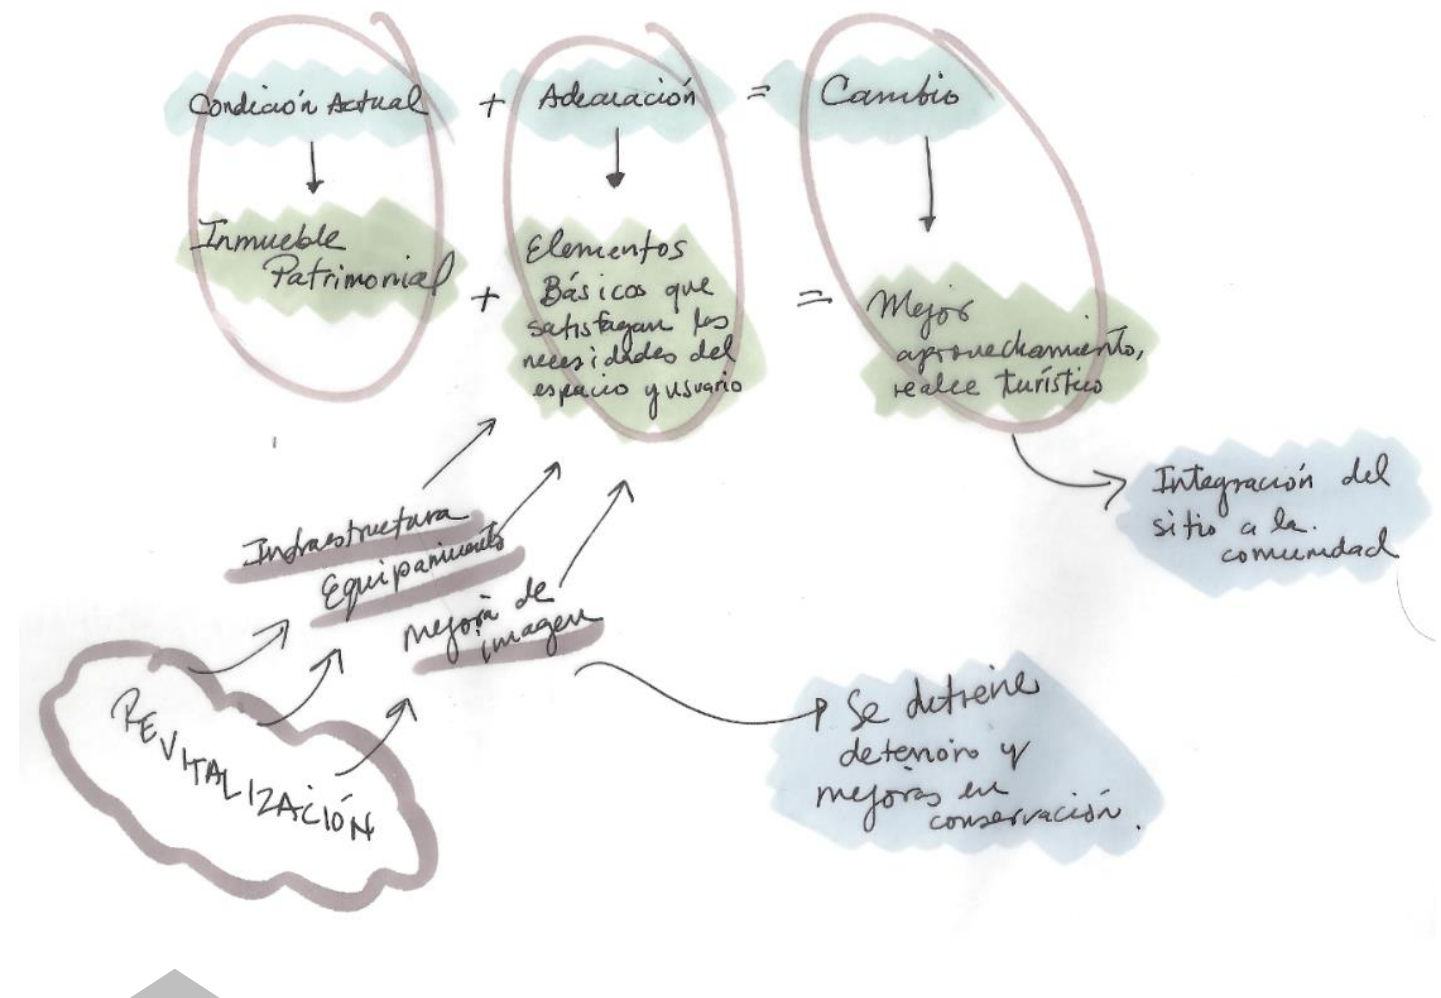 Condición Actual + Adecuación = Cambio
Inmueble
Patrimonial
+
Elementos
Básicos que
satisfagan las
necesidades del
espacio y usuario
=
Mejor
aprovechamiento,
realce turístico
Integración del
sitio a la
comunidad
Infraestructura
Equipamiento
Mejora de
imagen
REVITALIZACIÓN
Se detiene
deterioro y
mejoras en
conservación.